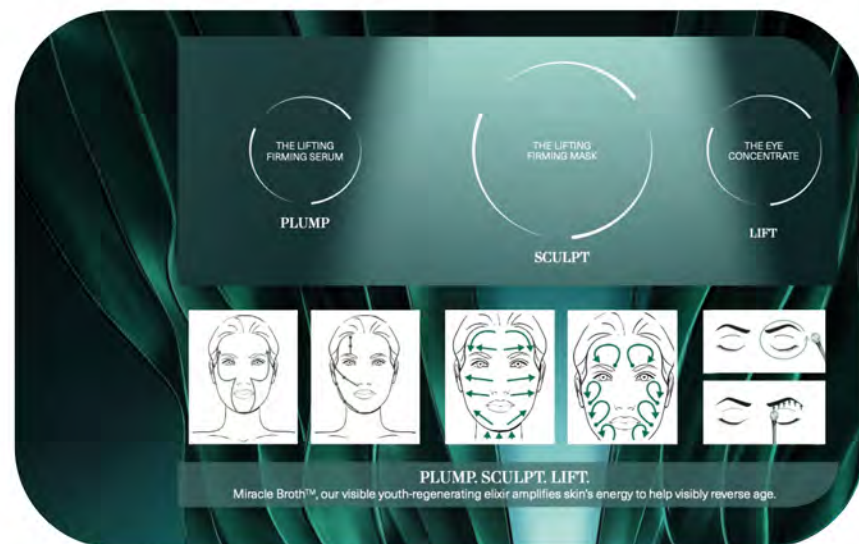 THE LIFTING
FIRMING SERUM
PLUMP
THE LIFTING
FIRMING MASK
SCULPT
THE EYE
CONCENTRATE
LIFT
PLUMP. SCULPT. LIFT.
Miracle Broth™, our visible youth-regenerating elixir amplifies skin's energy to help visibly reverse age.